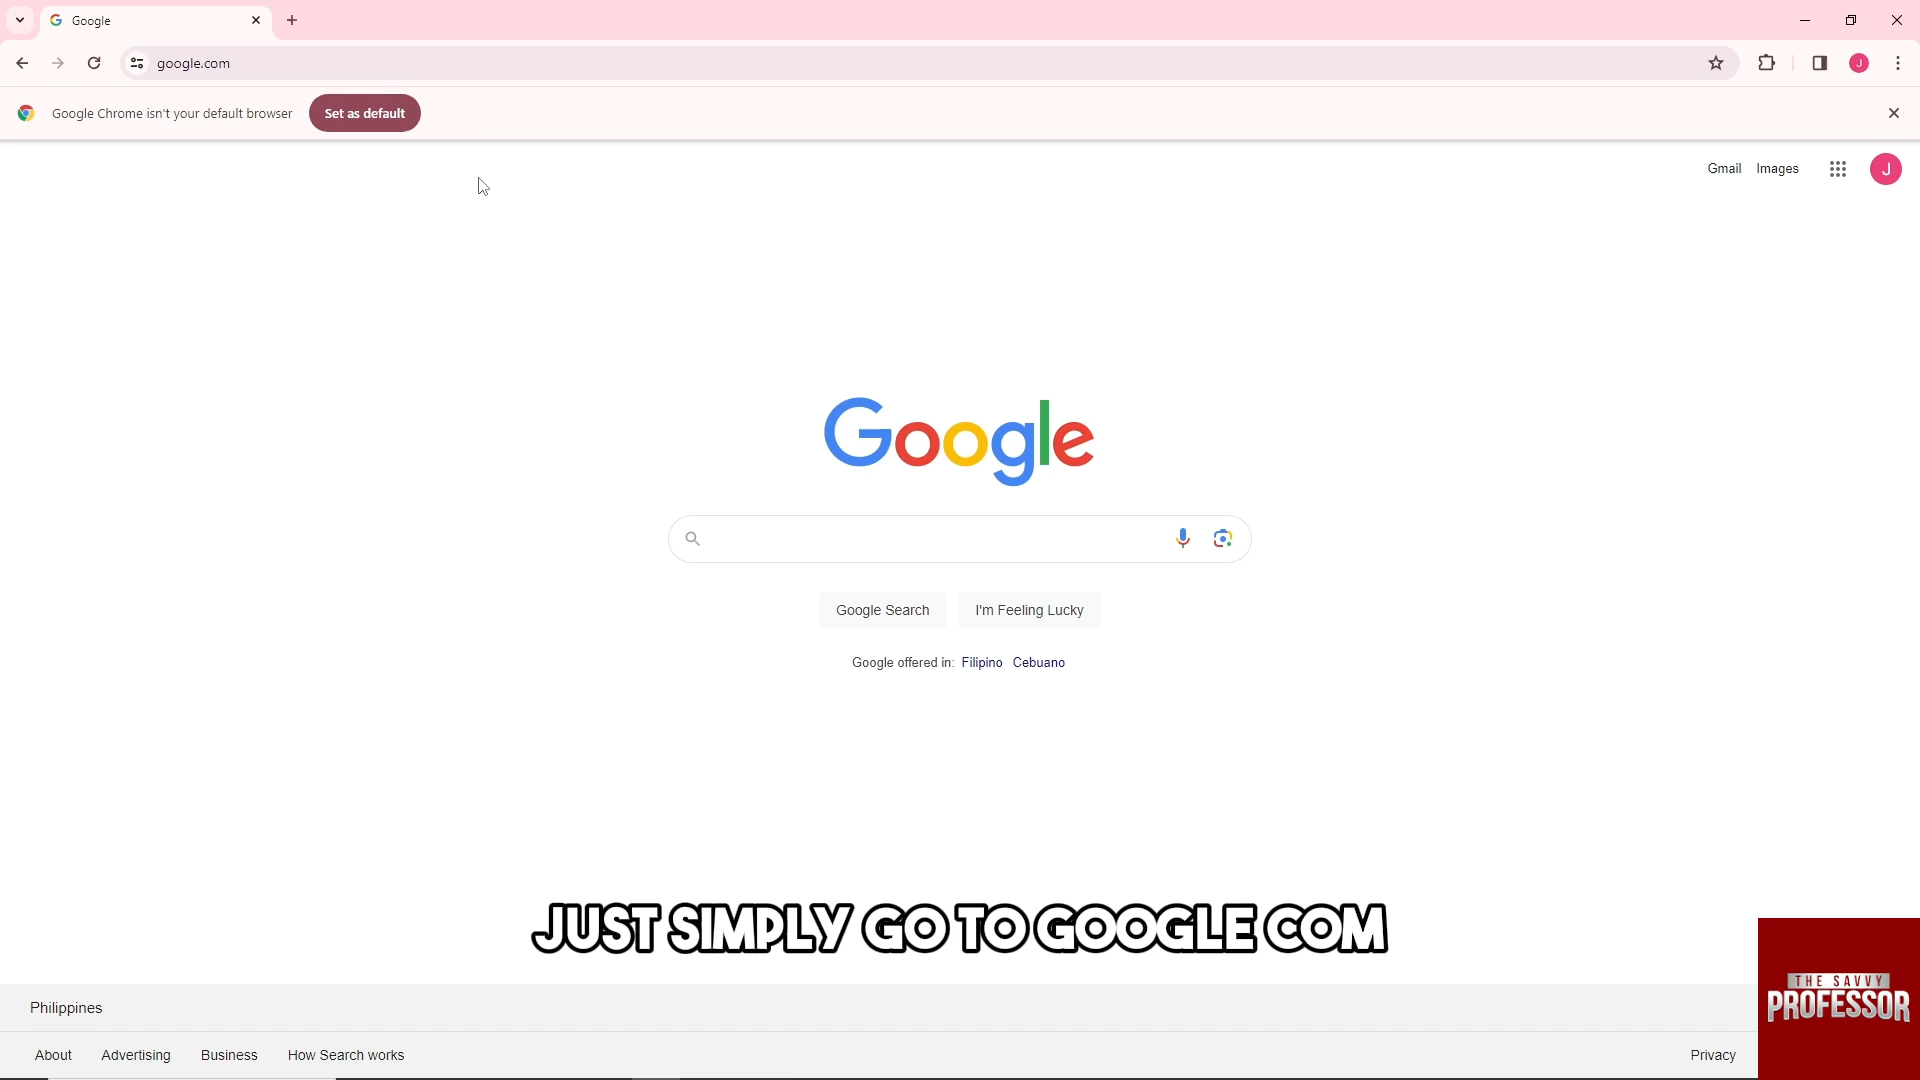 Google
google.com
J
Google Chrome isn't your default browser
Set as default
Gmail Images
J
Google
Google Search
I'm Feeling Lucky
Google offered in: Filipino Cebuano
JUST SIMPLY GO TO GOOGLE COM
Philippines
THE SAVVY
PROFESSOR
About Advertising Business How Search works
Privacy